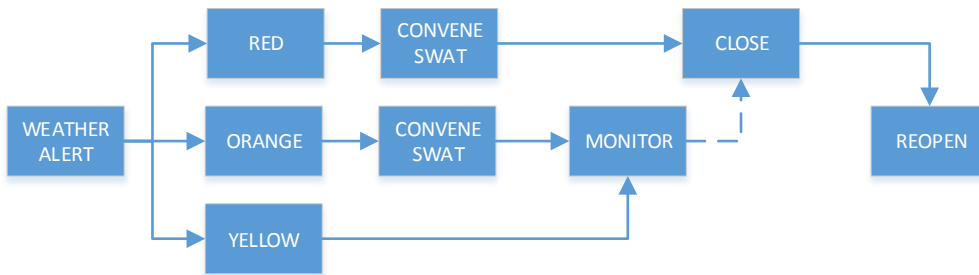 RED
CONVENE
SWAT
CLOSE
WEATHER
ALERT
ORANGE
CONVENE
SWAT
MONITOR
REOPEN
YELLOW